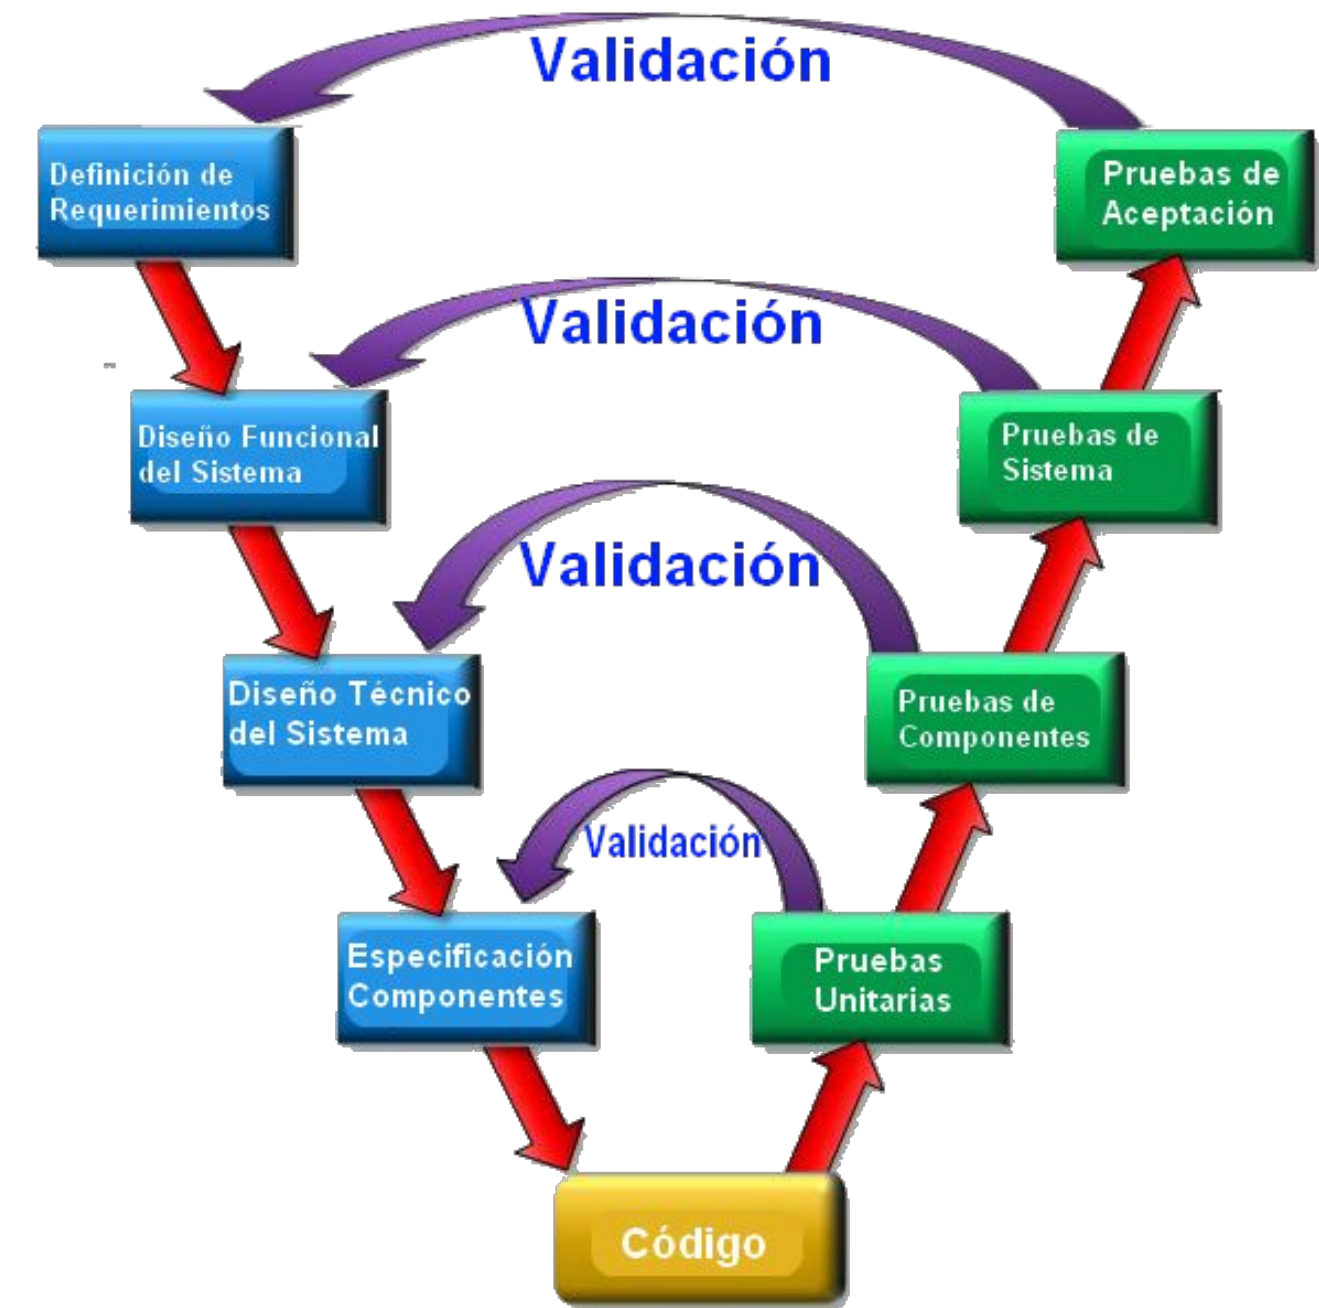 Validación
Definición de
Requerimientos
Pruebas de
Aceptación
Validación
Diseño Funcional
del Sistema
Pruebas de
Sistema
Validación
Diseño Técnico
del Sistema
Pruebas de
Componentes
Validación
Especificación
Componentes
Pruebas
Unitarias
Código